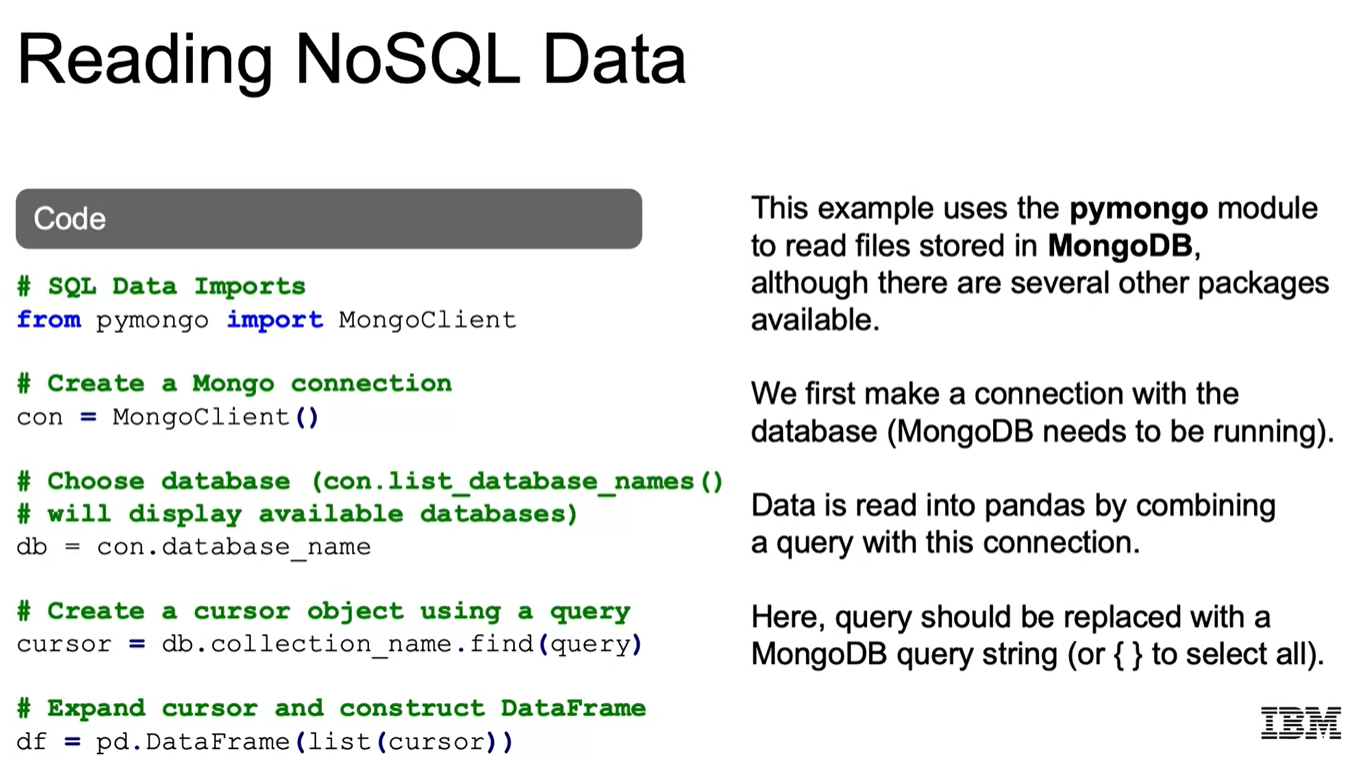 Reading NoSQL Data
Code
# SQL Data Imports
from pymongo import MongoClient
# Create a Mongo connection
con = MongoClient()
# Choose database (con.list_database_names()
# will display available databases)
db = con.database_name
# Create a cursor object using a query
cursor = db.collection_name.find(query)
# Expand cursor and construct DataFrame
df = pd.DataFrame(list(cursor))
This example uses the pymongo module
to read files stored in MongoDB,
although there are several other packages
available.
We first make a connection with the
database (MongoDB needs to be running).
Data is read into pandas by combining
a query with this connection.
Here, query should be replaced with a
MongoDB query string (or { } to select all).
IBM